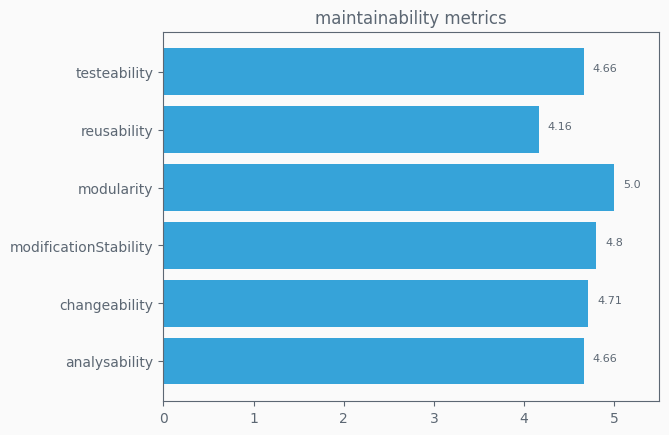 maintainability metrics
testeability 4.66
reusability 4.16
modularity 5.0
modificationStability 4.8
changeability 4.71
analysability 4.66
0 1 2 3 4 5